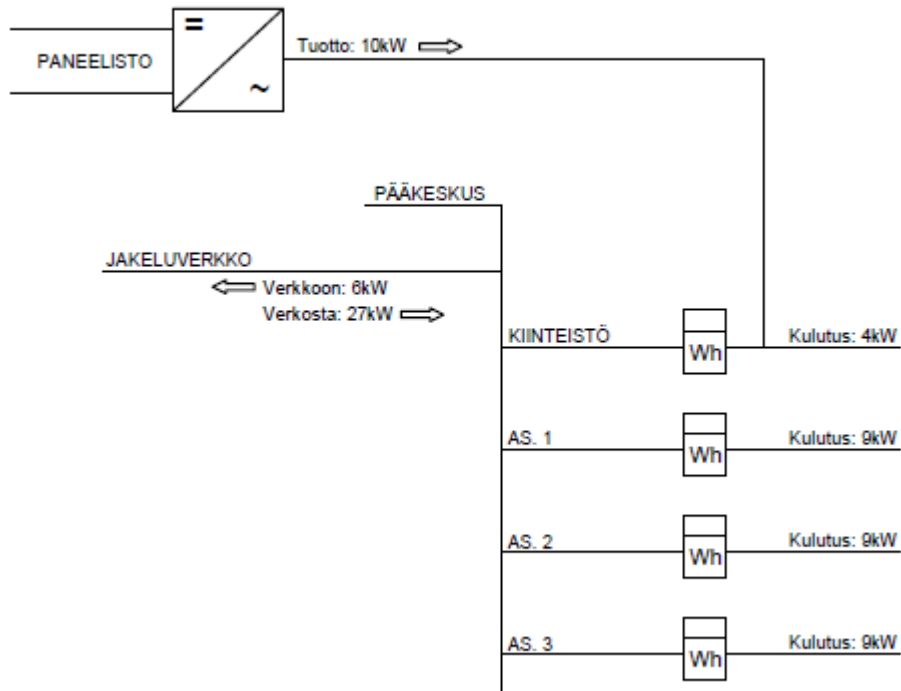 =
PANEELISTO
~
Tuotto: 10kW
PÄÄKESKUS
JAKELUVERKKO
Verkkoon: 6kW
Verkosta: 27kW
KIINTEISTÖ
Wh
Kulutus: 4kW
AS. 1
Wh
Kulutus: 9kW
AS. 2
Wh
Kulutus: 9kW
AS. 3
Wh
Kulutus: 9kW